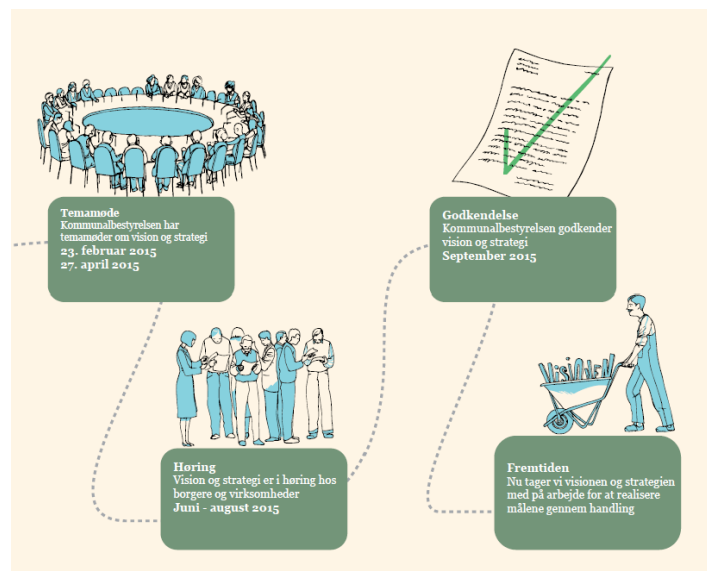 Temamøde
Kommunalbestyrelsen har
temamøder om vision og strategi
23. februar 2015
27. april 2015
Høring
Vision og strategi er i høring hos
borgere og virksomheder
Juni - august 2015
Godkendelse
Kommunalbestyrelsen godkender
vision og strategi
September 2015
VISIONEN
Fremtiden
Nu tager vi visionen og strategien
med på arbejde for at realisere
målene gennem handling